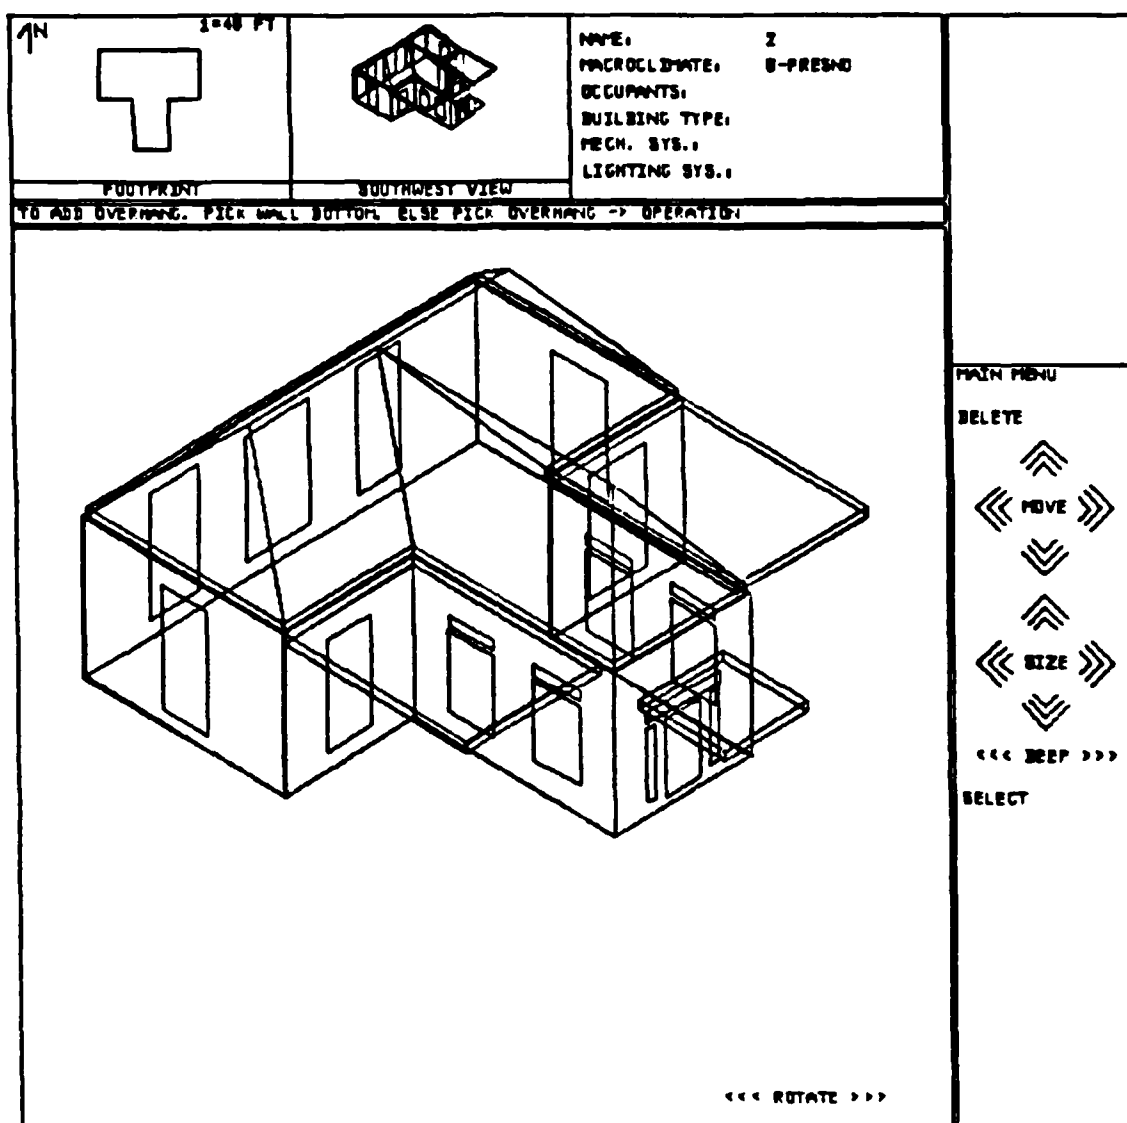 N
1=40 FT
FOOTPRINT
SOUTHWEST VIEW
NAME: Z
MACROCLIMATE: B-FRESNO
OCCUPANTS:
BUILDING TYPE:
MECH. SYS.:
LIGHTING SYS.:
TO ADD OVERHANG. PICK WALL BOTTOM. ELSE PICK OVERHANG -> OPERATION
MAIN MENU
DELETE
MOVE
SIZE
<<< DEEP >>>
SELECT
<<< ROTATE >>>